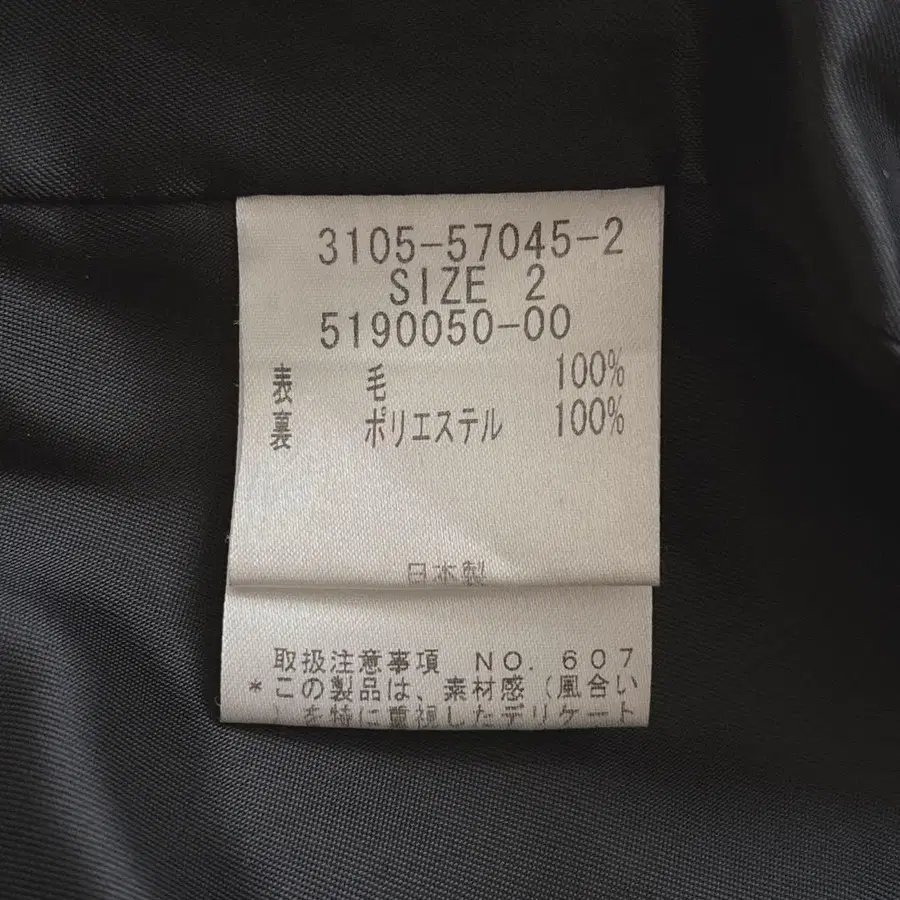 3105-57045-2
SIZE 2
5190050-00
表 毛 100%
裏 ポリエステル 100%
日本製
取扱注意事項 NO. 607
*この製品は、素材感（風合い
）を特に重視したデリケート